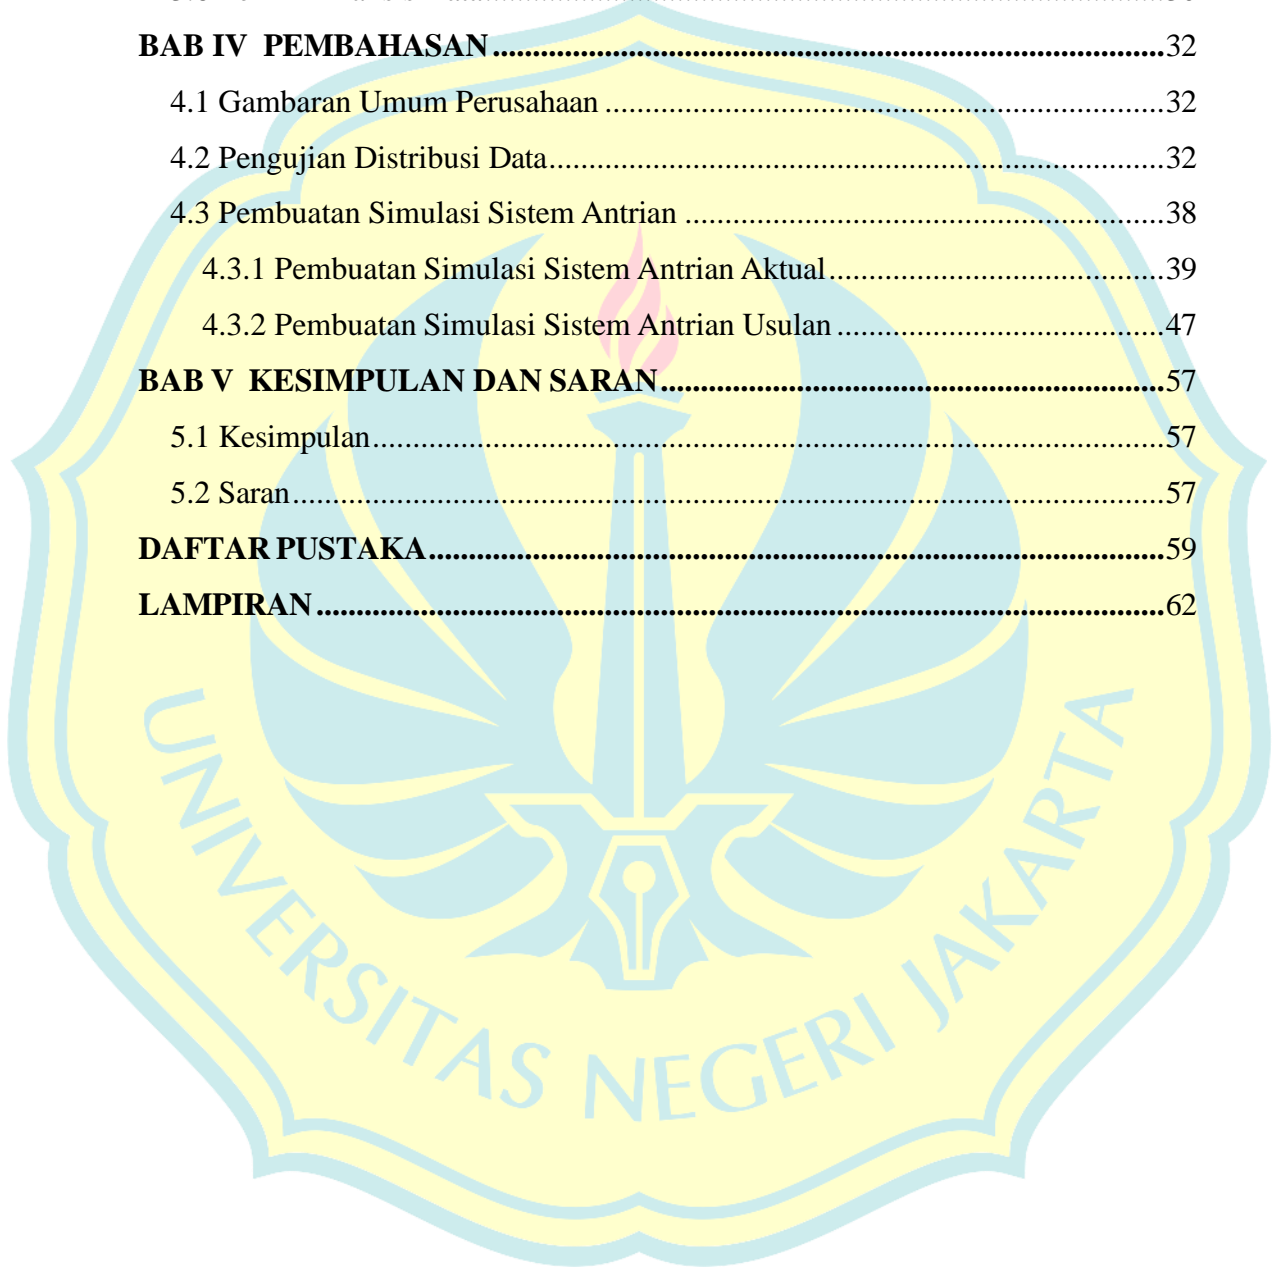 BAB IV PEMBAHASAN........................................................................................32
4.1 Gambaran Umum Perusahaan ........................................................................32
4.2 Pengujian Distribusi Data...............................................................................32
4.3 Pembuatan Simulasi Sistem Antrian ..............................................................38
4.3.1 Pembuatan Simulasi Sistem Antrian Aktual...........................................39
4.3.2 Pembuatan Simulasi Sistem Antrian Usulan ..........................................47
BAB V KESIMPULAN DAN SARAN.................................................................57
5.1 Kesimpulan.....................................................................................................57
5.2 Saran...............................................................................................................57
DAFTAR PUSTAKA..............................................................................................59
LAMPIRAN ............................................................................................................62
UNIVERSITAS NEGERI JAKARTA